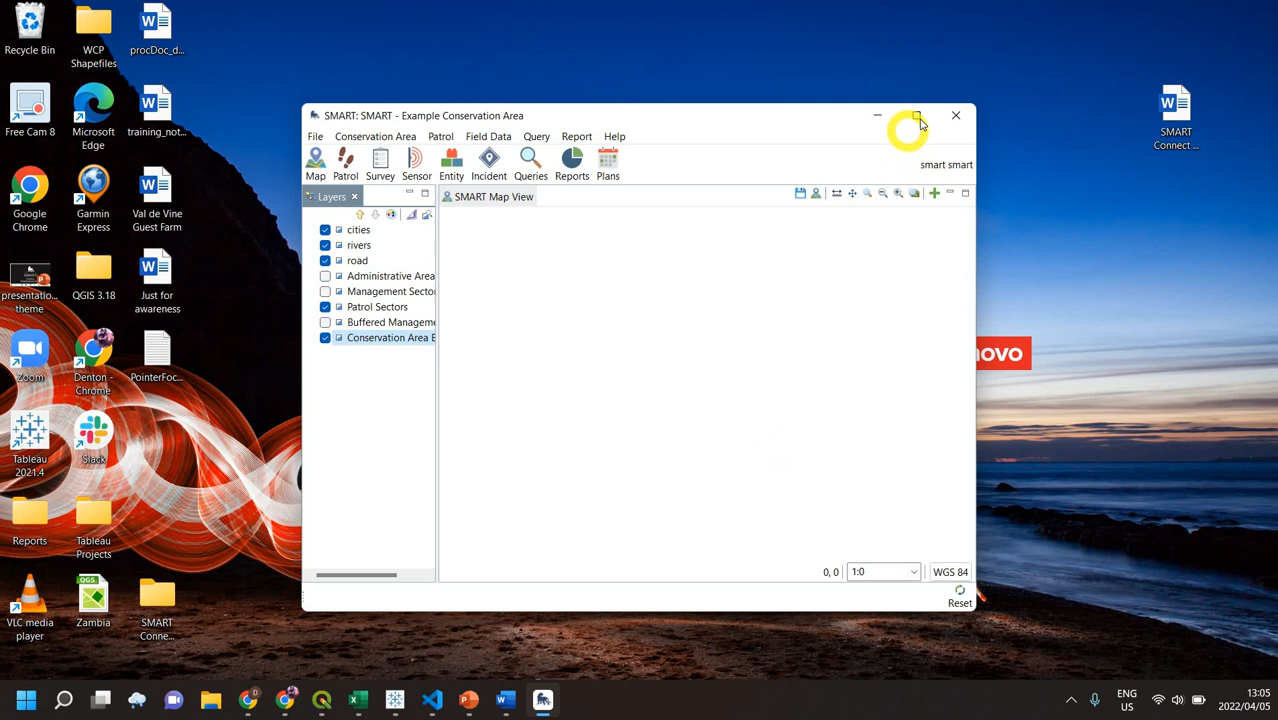 Recycle Bin
WCP Shapefiles
procDoc_d...
Free Cam 8
Microsoft Edge
training_not...
Google Chrome
Garmin Express
Val de Vine Guest Farm
presentatio... theme
QGIS 3.18
Just for awareness
Zoom
Denton - Chrome
PointerFoc...
Tableau 2021.4
Slack
Reports
Tableau Projects
VLC media player
QGS
Zambia
SMART Conne...
SMART Connect ...
SMART: SMART - Example Conservation Area
File Conservation Area Patrol Field Data Query Report Help
Map Patrol Survey Sensor Entity Incident Queries Reports Plans
smart smart
Layers
SMART Map View
cities
rivers
road
Administrative Area
Management Secto
Patrol Sectors
Buffered Manageme
Conservation Area B
0, 0 1:0 WGS 84
Reset
novo
ENG US
13:05
2022/04/05